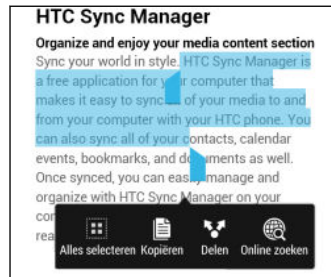 HTC Sync Manager
Organize and enjoy your media content section
Sync your world in style. HTC Sync Manager is
a free application for your computer that
makes it easy to sync all of your media to and
from your computer with your HTC phone. You
can also sync all of your contacts, calendar
events, bookmarks, and documents as well.
Once synced, you can easily manage and
organize with HTC Sync Manager on your
con
rea
Alles selecteren Kopiëren Delen Online zoeken